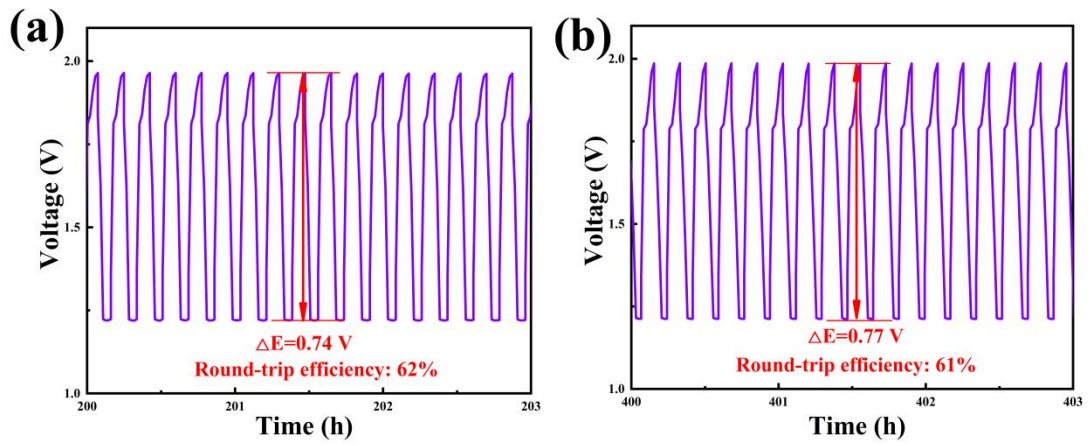 (a)
2.0
1.5
1.0
Voltage (V)
△E=0.74 V
Round-trip efficiency: 62%
200
201
202
203
Time (h)
(b)
2.0
1.5
1.0
Voltage (V)
△E=0.77 V
Round-trip efficiency: 61%
400
401
402
403
Time (h)